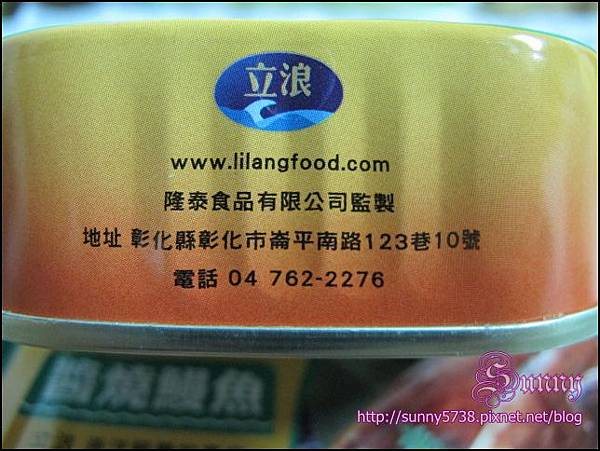 立浪
www.lilangfood.com
隆泰食品有限公司監製
地址 彰化縣彰化市崙平南路123巷10號
電話 04 762-2276
醬燒鰻魚
Sunny
http://sunny5738.pixnet.net/blog